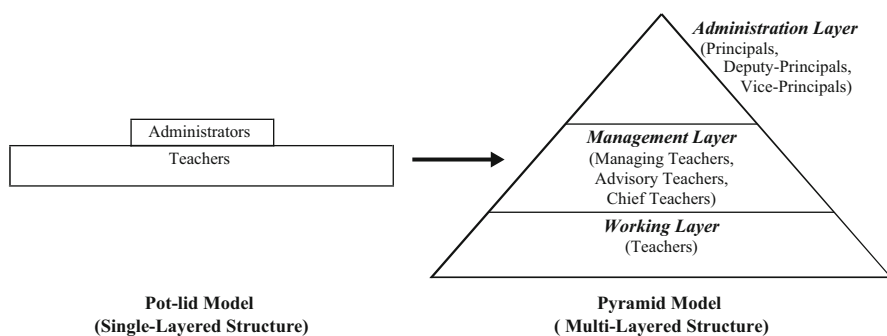 Administrators
Teachers
Pot-lid Model
(Single-Layered Structure)
Administration Layer
(Principals,
Deputy-Principals,
Vice-Principals)
Management Layer
(Managing Teachers,
Advisory Teachers,
Chief Teachers)
Working Layer
(Teachers)
Pyramid Model
( Multi-Layered Structure)